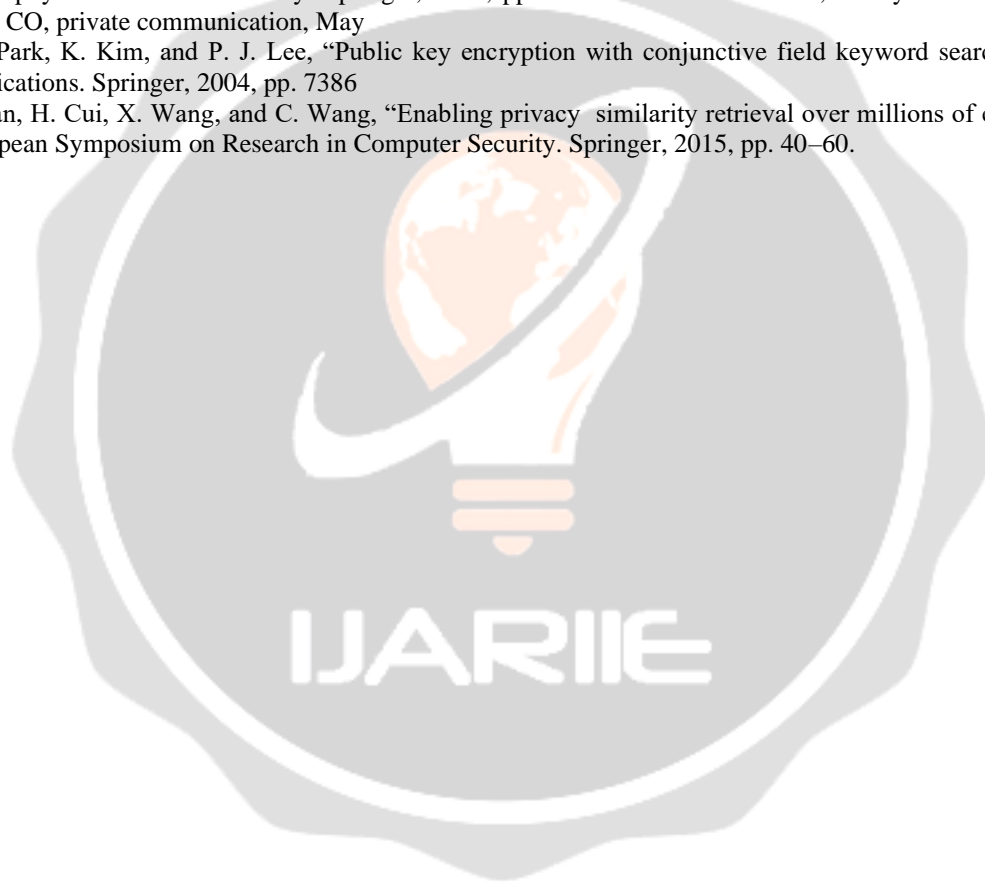 CO, private communication, May
Park, K. Kim, and P. J. Lee, “Public key encryption with conjunctive field keyword sear
ications. Springer, 2004, pp. 7386
an, H. Cui, X. Wang, and C. Wang, “Enabling privacy similarity retrieval over millions of
pean Symposium on Research in Computer Security. Springer, 2015, pp. 40–60.
IJARIIE